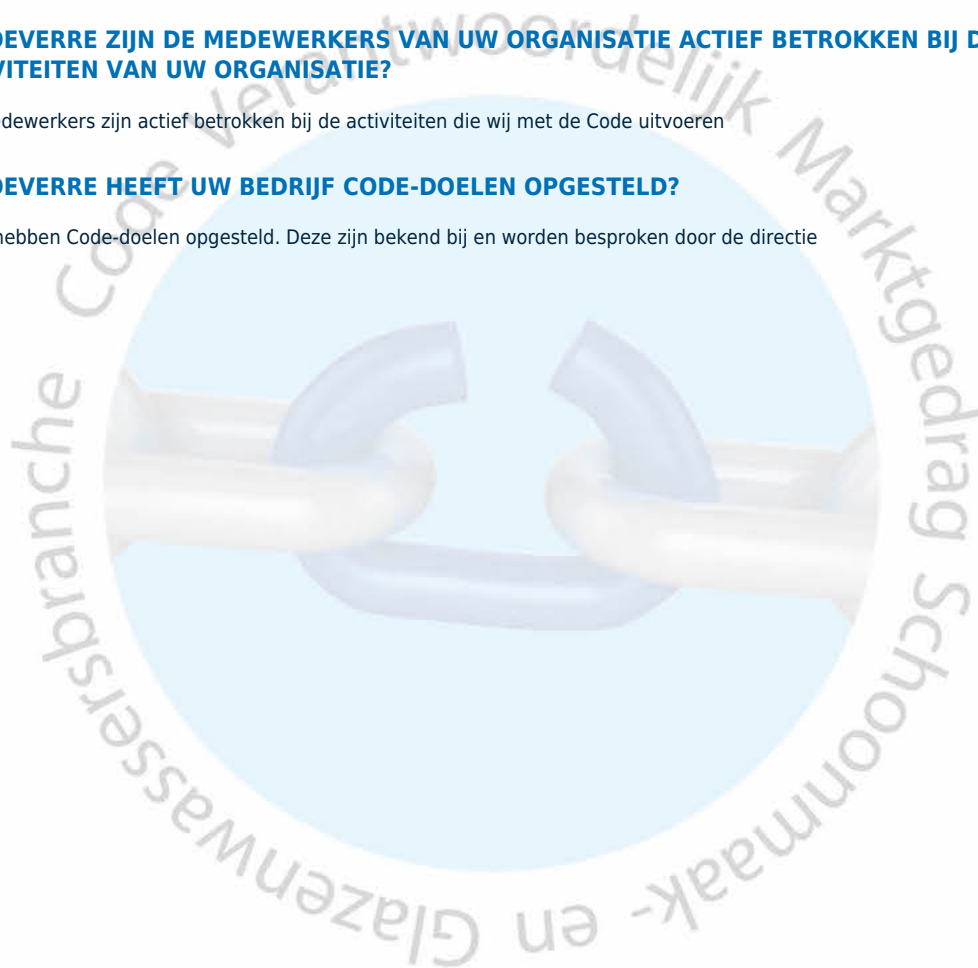 OEVERRE ZIJN DE MEDEWERKERS VAN UW ORGANISATIE ACTIEF BETROKKEN BIJ D
VITEITEN VAN UW ORGANISATIE?
dewerkers zijn actief betrokken bij de activiteiten die wij met de Code uitvoeren
OEVERRE HEEFT UW BEDRIJF CODE-DOELEN OPGESTELD?
hebben Code-doelen opgesteld. Deze zijn bekend bij en worden besproken door de directie
Code Verantwoordelijk Marktgedrag Schoonmaak- en Glazenwassersbranche